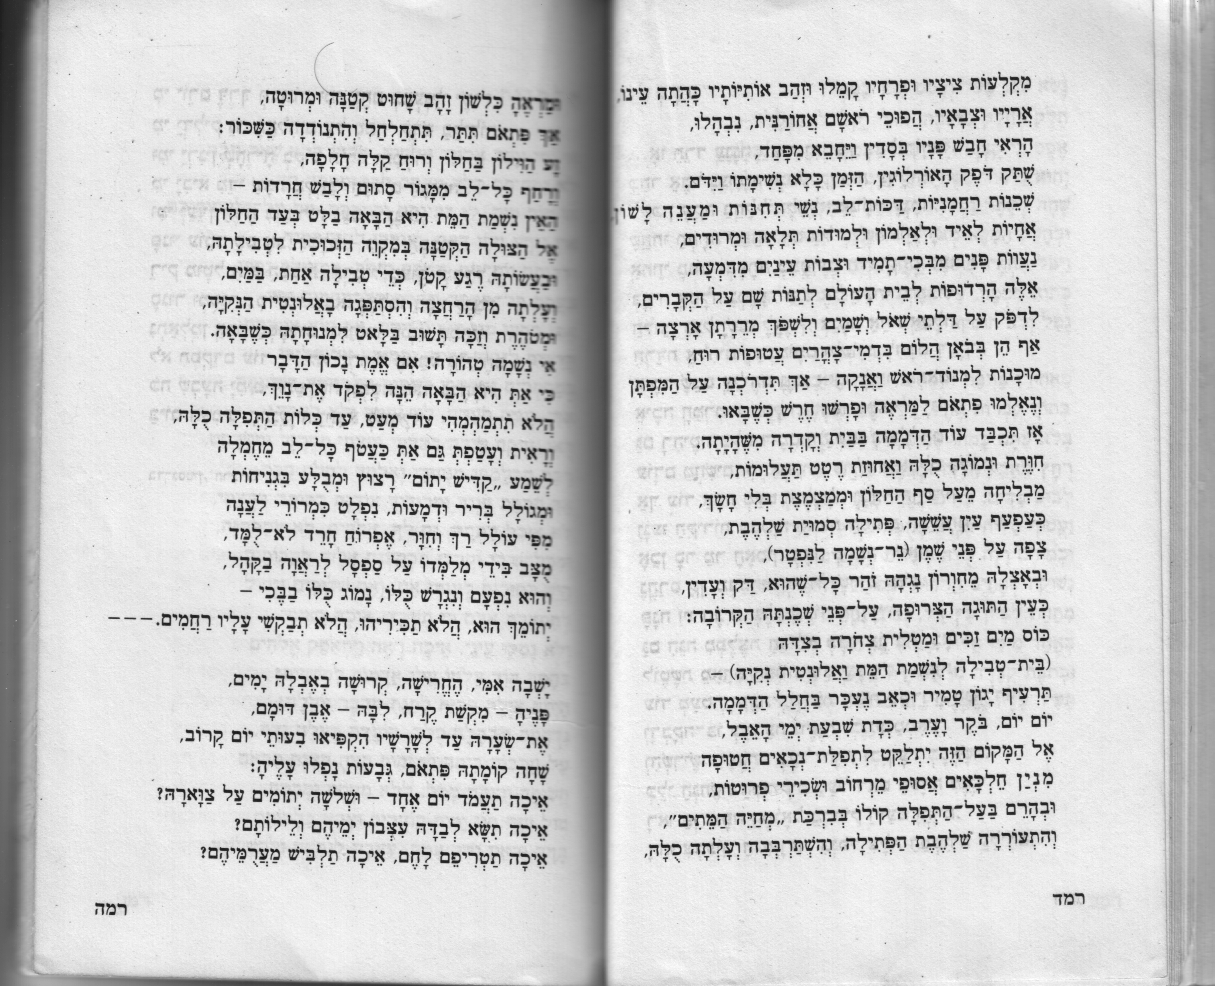 מִקְלְעוֹת צִיצָיו וּפְרָחָיו קָמֵלוּ וּזְהַב אוֹתִיּוֹתָיו כָּהֲתָה עֵינוֹ,
אֲרָיָיו וּצְבָאָיו, הֲפוּכֵי רֹאשָׁם אֲחוֹרַנִּית, נִבְהָלוּ,
הָרְאִי חָבַשׁ פָּנָיו בְּסָדִין וַיֵּחָבֵא מִפָּחַד,
שֻׁתַּק דֹּפֶק הָאוֹרְלוֹגִין, הַזְּמַן כָּלָא נְשִׁימָתוֹ וַיִּדֹּם.
שְׁכֵנוֹת רַחֲמָנִיּוֹת, דַּכּוֹת־לֵב, נְשֵׁי תְּחִנּוֹת וּמַעֲנֵה לָשׁוֹן,
אֲחָיוֹת לְאֵיד וּלְאַלְמוֹן וּלְמוּדוֹת תְּלָאָה וּמְרוּדִים,
נַעֲווֹת פָּנִים מִבְּכִי־תָמִיד וּצְבוֹת עֵינַיִם מִדִּמְעָה,
אֵלֶּה הָרְדוּפוֹת לְבֵית הָעוֹלָם לְתַנּוֹת שָׁם עַל הַקְּבָרִים,
לִדְפֹּק עַל דַּלְתֵי שְׁאֹל וְשָׁמַיִם וְלִשְׁפֹּךְ מְרֵרָתָן אָרְצָה –
אַף הֵן בְּבֹאָן הֲלוֹם בִּדְמִי־צָהֳרַיִם עֲטוּפוֹת רוּחַ,
מוּכָנוֹת לִמְנוֹד־רֹאשׁ וַאֲנָקָה – אַךְ תִּדְרֹכְנָה עַל הַמִּפְתָּן
וְנֶאֶלְמוּ פִתְאֹם לַמַּרְאֶה וּפָרְשׁוּ חֶרֶשׁ כְּשֶׁבָּאוּ.
אָז תִּכְבַּד עוֹד הַדְּמָמָה בַּבַּיִת וְקָדְרָה מִשֶּׁהָיָתָה.
חִוֶּרֶת וּנְמוֹגָה כֻלָּהּ וַאֲחוּזַת רֶטֶט תַּעֲלוּמוֹת,
מַבְלִיחָה מֵעַל סַף הַחַלּוֹן וּמְמַצְמֶצֶת בְּלִי חָשָׂךְ,
כְּעַפְעַף עַיִן עֲשֵׁשָׁה, פְּתִילָה סְמוּיַת שַׁלְהֶבֶת,
צָפָה עַל פְּנֵי שֶׁמֶן (נֵר־נְשָׁמָה לַנִּפְטָר),
וּבְאָצְלָהּ מֵחִוְרוֹן נָגְהָהּ זֹהַר כָּל־שֶׁהוּא, דַּק וְעָדִין,
כְּעֵין הַתּוּגָה הַצְּרוּפָה, עַל־פְּנֵי שְׁכֶנְתָּהּ הַקְּרוֹבָה:
כּוֹס מַיִם זַכִּים וּמַטְלִית צְחֹרָה בְצִדָּהּ
(בֵּית־טְבִילָה לְנִשְׁמַת הַמֵּת וַאֲלוּנְטִית נְקִיָּה) –
תַּרְעִיף יָגוֹן טָמִיר וּכְאֵב נֶעְכָּר בַּחֲלַל הַדְּמָמָה.
יוֹם יוֹם, בֹּקֶר וָעֶרֶב, כְּדָת שִׁבְעַת יְמֵי הָאֵבֶל,
אֶל הַמָּקוֹם הַזֶּה יִתְלַקֵּט לִתְפִלַּת־נְכָאִים חֲטוּפָה
מִנְיַן חֵלְכָּאִים אֲסוּפֵי מֵרְחוֹב וּשְׂכִירֵי פְרוּטוֹת,
וּבְהָרֵם בַּעַל־הַתְּפִלָּה קוֹלוֹ בְּבִרְכַּת „מְחַיֵּה הַמֵּתִים”,
וְהִתְעוֹרְרָה שַׁלְהֶבֶת הַפְּתִילָה, וְהִשְׁתַּרְבְּבָה וְעָלְתָה כֻלָּהּ,
רמד
וּמַרְאֶהָ כִּלְשׁוֹן זָהָב שָׁחוּט קְטַנָּה וּמְרוּטָה,
אַךְ פִּתְאֹם תִּתַּר, תִּתְחַלְחַל וְהִתְנוֹדְדָה כַּשִּׁכּוֹר:
זָע הַוִּילוֹן בַּחַלּוֹן וְרוּחַ קַלָּה חָלָפָה,
וְרָחַף כָּל־לֵב מִמָּגוֹר סָתוּם וְלָבַשׁ חֲרָדוֹת –
הַאֵין נִשְׁמַת הַמֵּת הִיא הַבָּאָה בַלָּט בְּעַד הַחַלּוֹן
אֶל הַצּוּלָה הַקְּטַנָּה בְּמִקְוֵה הַזְּכוּכִית לִטְבִילָתָהּ,
וּבַעֲשׂוֹתָהּ רֶגַע קָטֹן, כְּדֵי טְבִילָה אַחַת, בַּמַּיִם,
וְעָלְתָה מִן הָרַחְצָה וְהִסְתַּפְּגָה בָאֲלוּנְטִית הַנְּקִיָּה,
וּמְטֹהֶרֶת וְזַכָּה תָּשׁוּב בַּלָּאט לִמְנוּחָתָהּ כְּשֶׁבָּאָה.
אִי נְשָׁמָה טְהוֹרָה! אִם אֱמֶת נָכוֹן הַדָּבָר
כִּי אַתְּ הִיא הַבָּאָה הֵנָּה לִפְקֹד אֶת־נָוֵךְ,
הֲלֹא תִתְמַהְמְהִי עוֹד מְעַט, עַד כְּלוֹת הַתְּפִלָּה כֻלָּהּ,
וְרָאִית וְעָטַפְתְּ גַּם אַתְּ כַּעֲטֹף כָּל־לֵב מֵחֶמְלָה
לְשֵׁמַע „קַדִּישׁ יָתוֹם” רָצוּץ וּמְבֻלָּע בִּגְנִיחוֹת
וּמְגוֹלָל בְּרִיר וּדְמָעוֹת, נִפְלָט כִּמְרוֹרֵי לַעֲנָה
מִפִּי עוֹלָל רַךְ וְחִוֵּר, אֶפְרוֹחַ חָרֵד לֹא־לֻמָּד,
מֻצָּב בִּידֵי מְלַמְּדוֹ עַל סַפְסָל לְרַאֲוָה בַקָּהָל,
וְהוּא נִפְעָם וְנִגְרָשׁ כֻּלּוֹ, נָמוֹג כֻּלּוֹ בַבֶּכִי –
יְתוֹמֵךְ הוּא, הֲלֹא תַכִּירִיהוּ, הֲלֹא תְבַקְשִׁי עָלָיו רַחֲמִים. – – –
יָשְׁבָה אִמִּי, הֶחֱרִישָׁה, קְרוּשָׁה בְאֶבְלָהּ יָמִים,
פָּנֶיהָ – מִקְשַׁת קֶרַח, לִבָּהּ – אֶבֶן דּוּמָם,
אֶת־שְׂעָרָהּ עַד לְשָׁרָשָׁיו הִקְפִּיאוּ בִעוּתֵי יוֹם קָרוֹב,
שָׁחָה קוֹמָתָהּ פִּתְאֹם, גְּבָעוֹת נָפְלוּ עָלֶיהָ:
אֵיכָה תַעֲמֹד יוֹם אֶחָד – וּשְׁלֹשָׁה יְתוֹמִים עַל צַוָּארָהּ?
אֵיכָה תִשָּׂא לְבַדָּהּ עִצְּבוֹן יְמֵיהֶם וְלֵילוֹתָם?
אֵיכָה תַטְרִיפֵם לָחֶם, אֵיכָה תַלְבִּישׁ מַעֲרֻמֵּיהֶם?
רמה